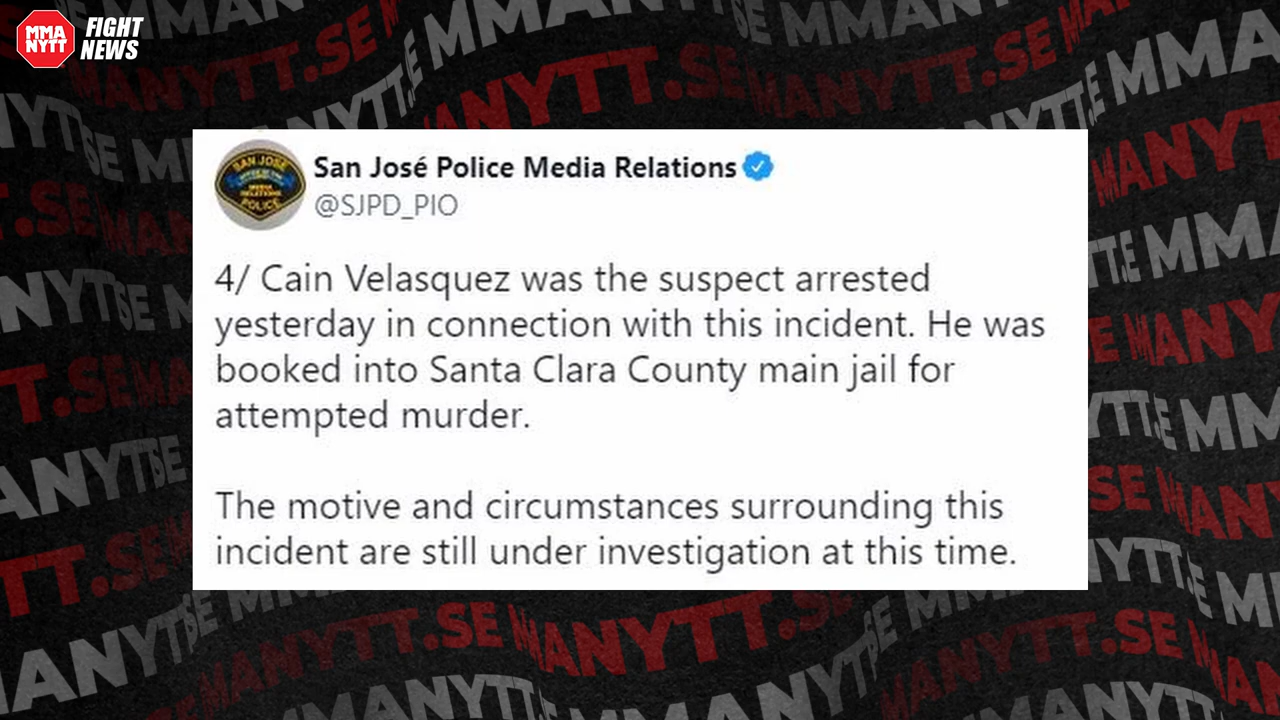 MMA
NYTT
FIGHT
NEWS
San José Police Media Relations
@SJPD_PIO
4/ Cain Velasquez was the suspect arrested
yesterday in connection with this incident. He was
booked into Santa Clara County main jail for
attempted murder.
The motive and circumstances surrounding this
incident are still under investigation at this time.